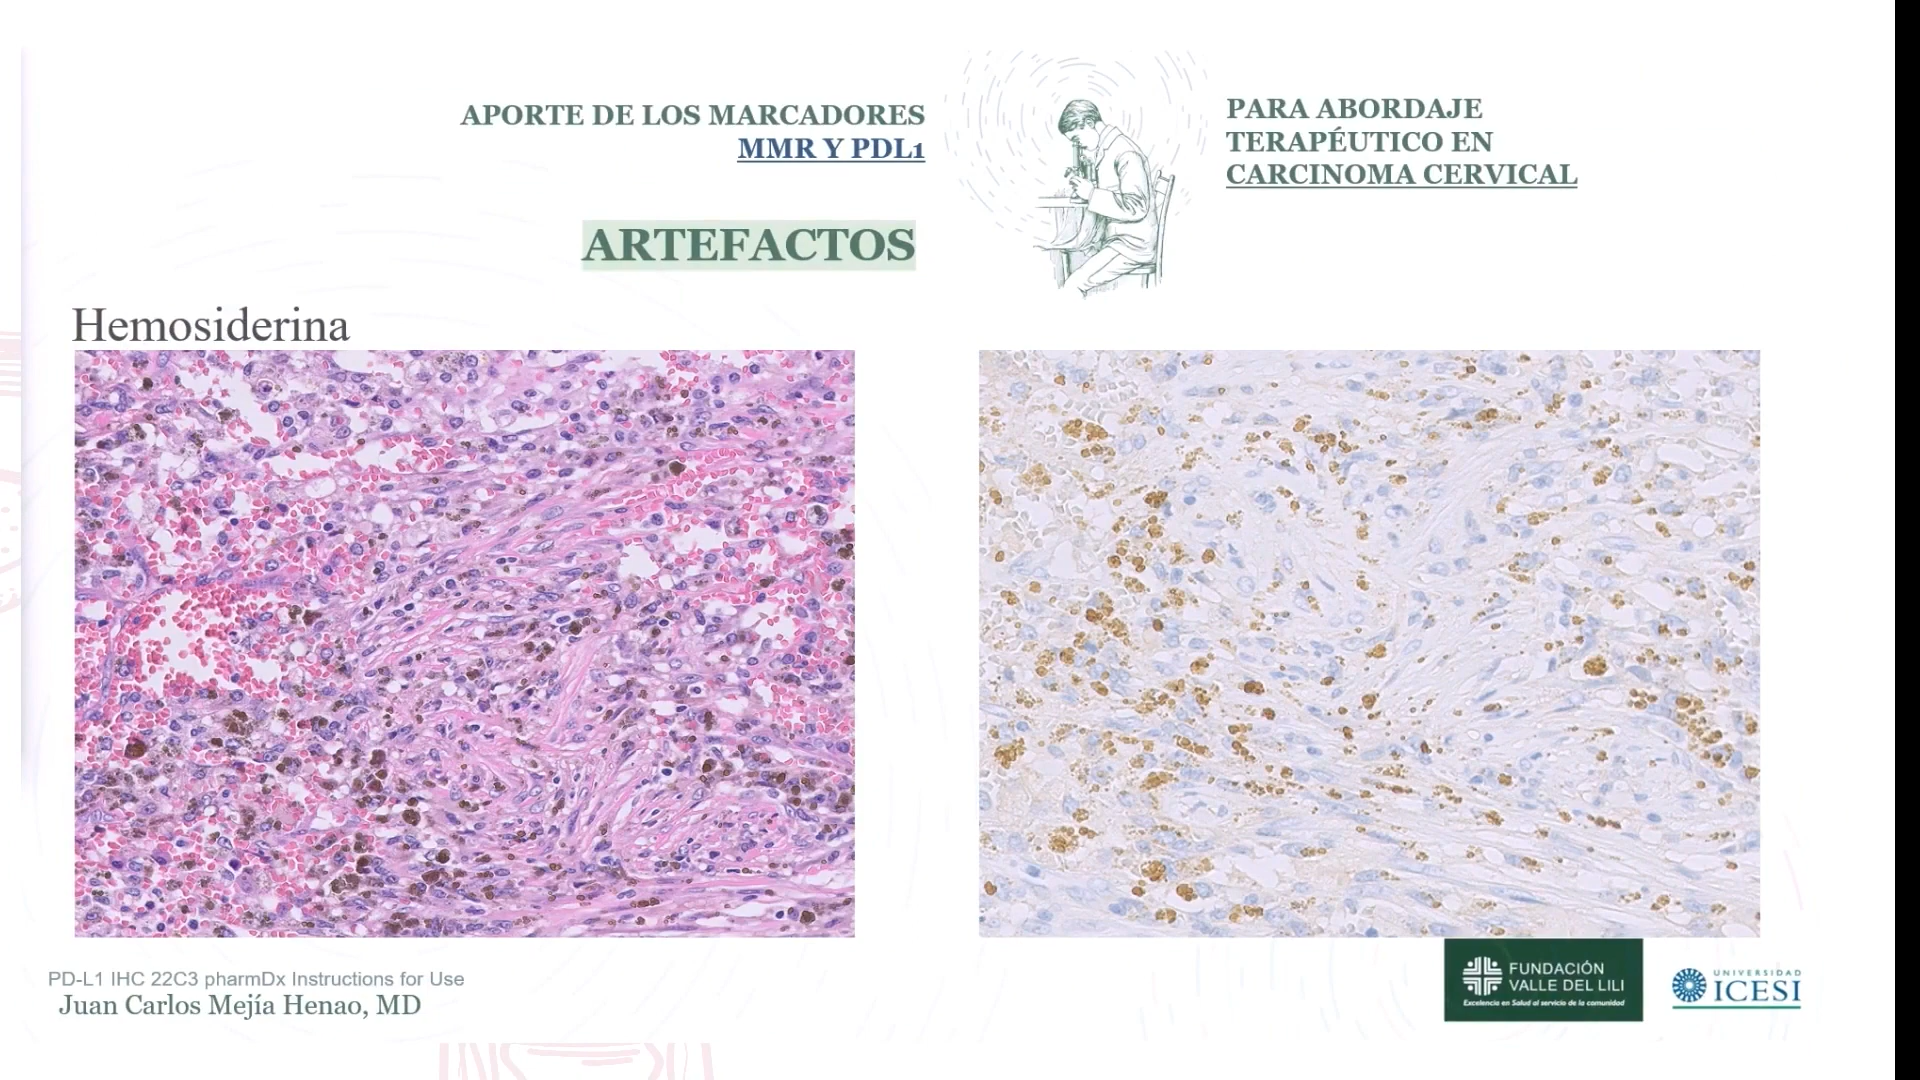 APORTE DE LOS MARCADORES
MMR Y PDL1
PARA ABORDAJE
TERAPÉUTICO EN
CARCINOMA CERVICAL
ARTEFACTOS
Hemosiderina
PD-L1 IHC 22C3 pharmDx Instructions for Use
Juan Carlos Mejía Henao, MD
FUNDACIÓN
VALLE DEL LILI
Excelencia en Salud al servicio de la comunidad
UNIVERSIDAD
ICESI